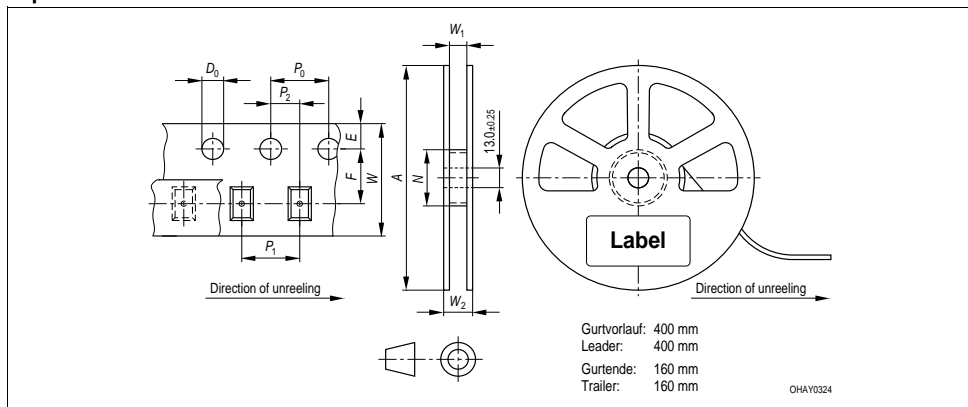 W1
D0
P0
P2
E
F
W
A
N
13.0±0.25
P1
W2
Label
Direction of unreeling
Direction of unreeling
Gurtvorlauf: 400 mm
Leader: 400 mm
Gurtende: 160 mm
Trailer: 160 mm
OHAY0324